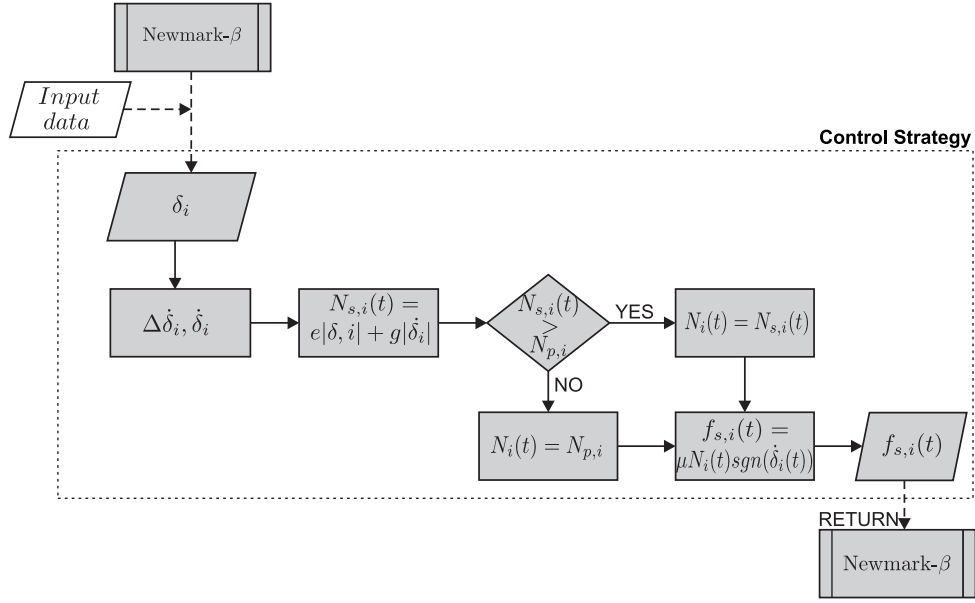 Newmark-β
Input
data
Control Strategy
δ_i
Δδ̇_i, δ̇_i
N_{s,i}(t) =
e|δ, i| + g|δ̇_i|
N_{s,i}(t)
>
N_{p,i}
YES
N_i(t) = N_{s,i}(t)
NO
N_i(t) = N_{p,i}
f_{s,i}(t) =
μN_i(t)sgn(δ̇_i(t))
f_{s,i}(t)
RETURN
Newmark-β